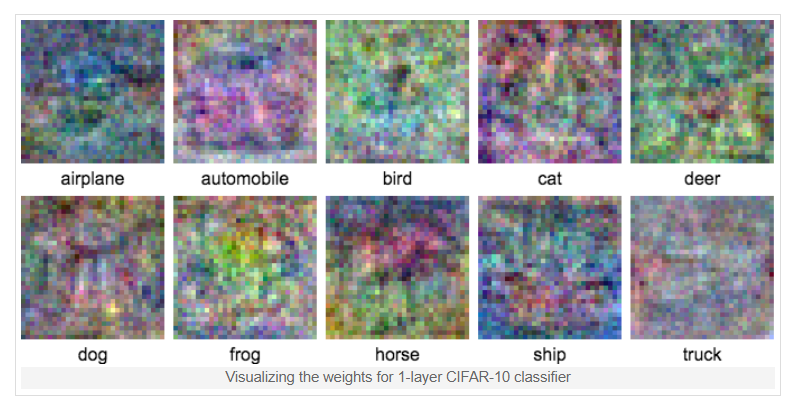 airplane automobile bird cat deer
dog frog horse ship truck
Visualizing the weights for 1-layer CIFAR-10 classifier